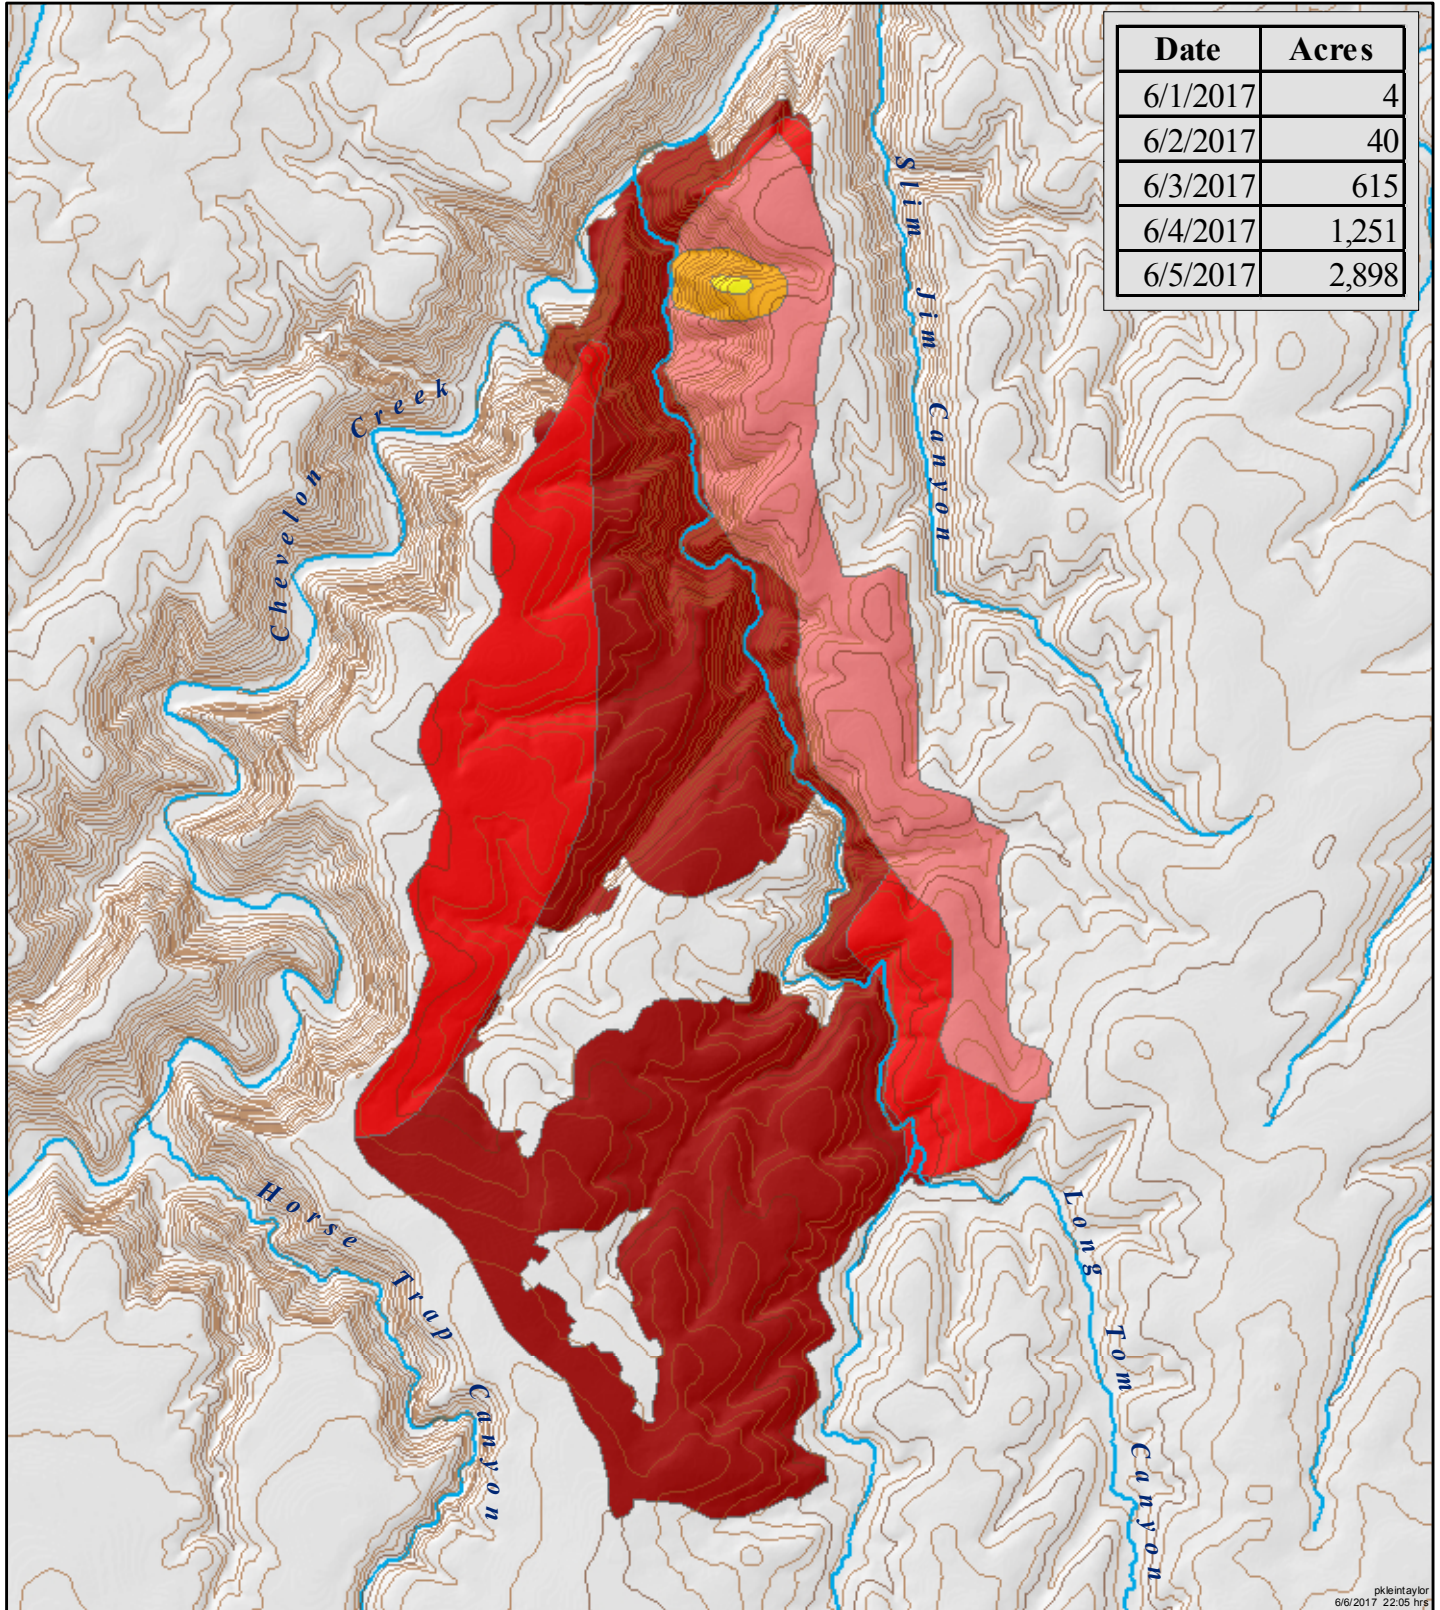 Date Acres
6/1/2017 4
6/2/2017 40
6/3/2017 615
6/4/2017 1,251
6/5/2017 2,898
Slim Jim Canyon
Chevelon Creek
Horse Trap Canyon
Long Tom Canyon
pkleintaylor
6/6/2017 22:05 hrs